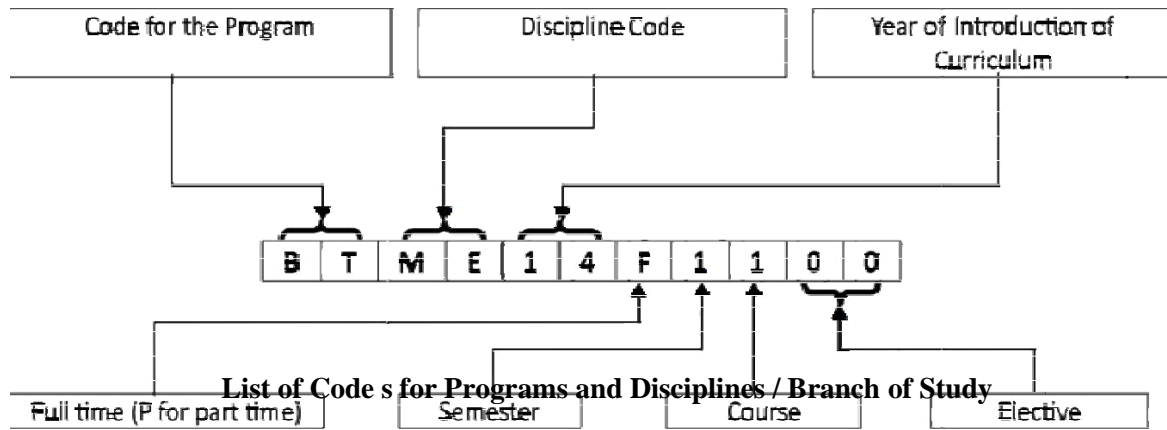 Code for the Program
Discipline Code
Year of Introduction of
Curriculum
B T M E 1 4 F 1 1 0 0
List of Code s for Programs and Disciplines / Branch of Study
Full time (P for part time)
Semester
Course
Elective